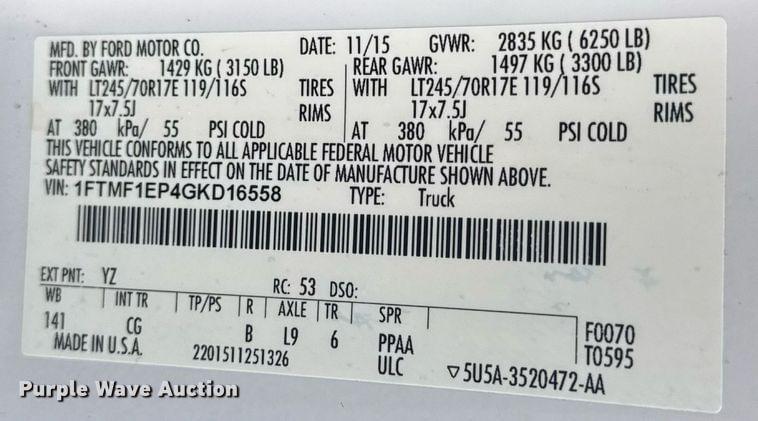 MFD. BY FORD MOTOR CO. DATE: 11/15 GVWR: 2835 KG ( 6250 LB)
FRONT GAWR: 1429 KG ( 3150 LB) REAR GAWR: 1497 KG ( 3300 LB)
WITH LT245/70R17E 119/116S TIRES WITH LT245/70R17E 119/116S TIRES
17x7.5J RIMS 17x7.5J RIMS
AT 380 kPa/ 55 PSI COLD AT 380 kPa/ 55 PSI COLD
THIS VEHICLE CONFORMS TO ALL APPLICABLE FEDERAL MOTOR VEHICLE
SAFETY STANDARDS IN EFFECT ON THE DATE OF MANUFACTURE SHOWN ABOVE.
VIN: 1FTMF1EP4GKD16558 TYPE: Truck
EXT PNT: YZ RC: 53 DSO:
WB INT TR TP/PS R AXLE TR SPR
141 CG B L9 6 PPAA F0070
MADE IN U.S.A. 2201511251326 ULC T0595
▽5U5A-3520472-AA
Purple Wave Auction